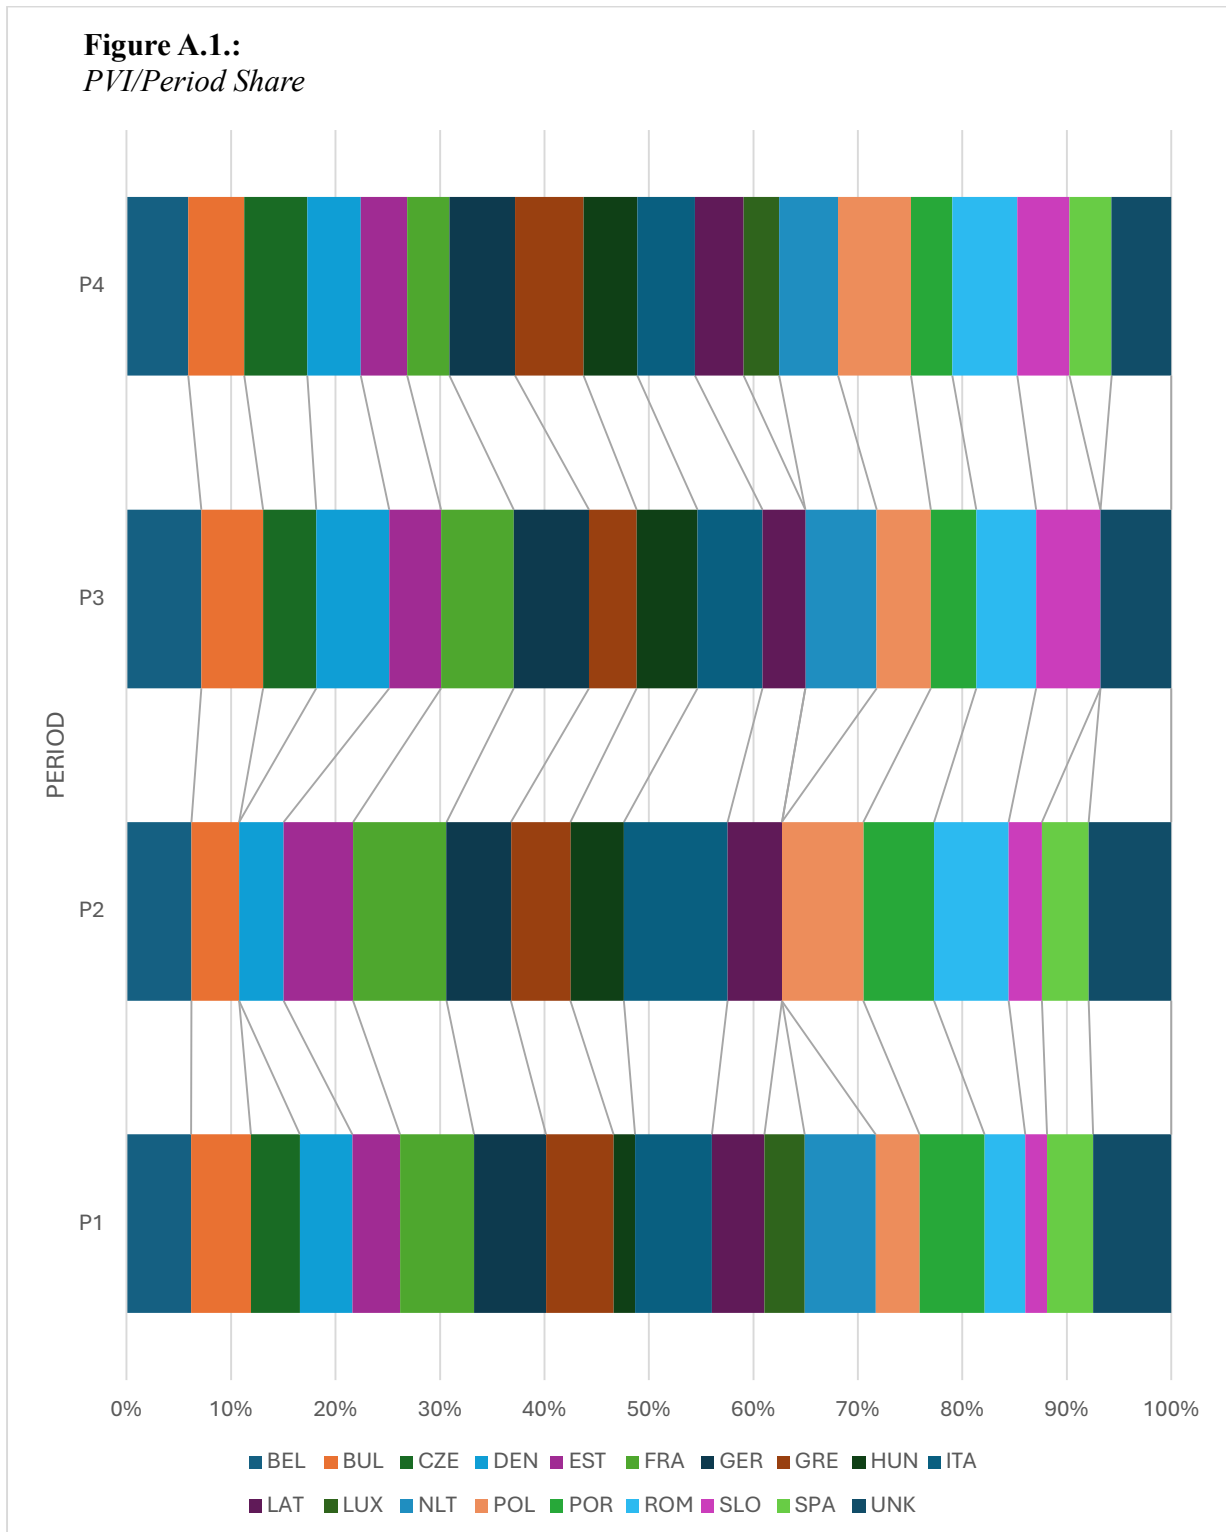 Figure A.1.:
PVI/Period Share
P4
P3
PERIOD
P2
P1
0% 10% 20% 30% 40% 50% 60% 70% 80% 90% 100%
BEL BUL CZE DEN EST FRA GER GRE HUN ITA
LAT LUX NLT POL POR ROM SLO SPA UNK